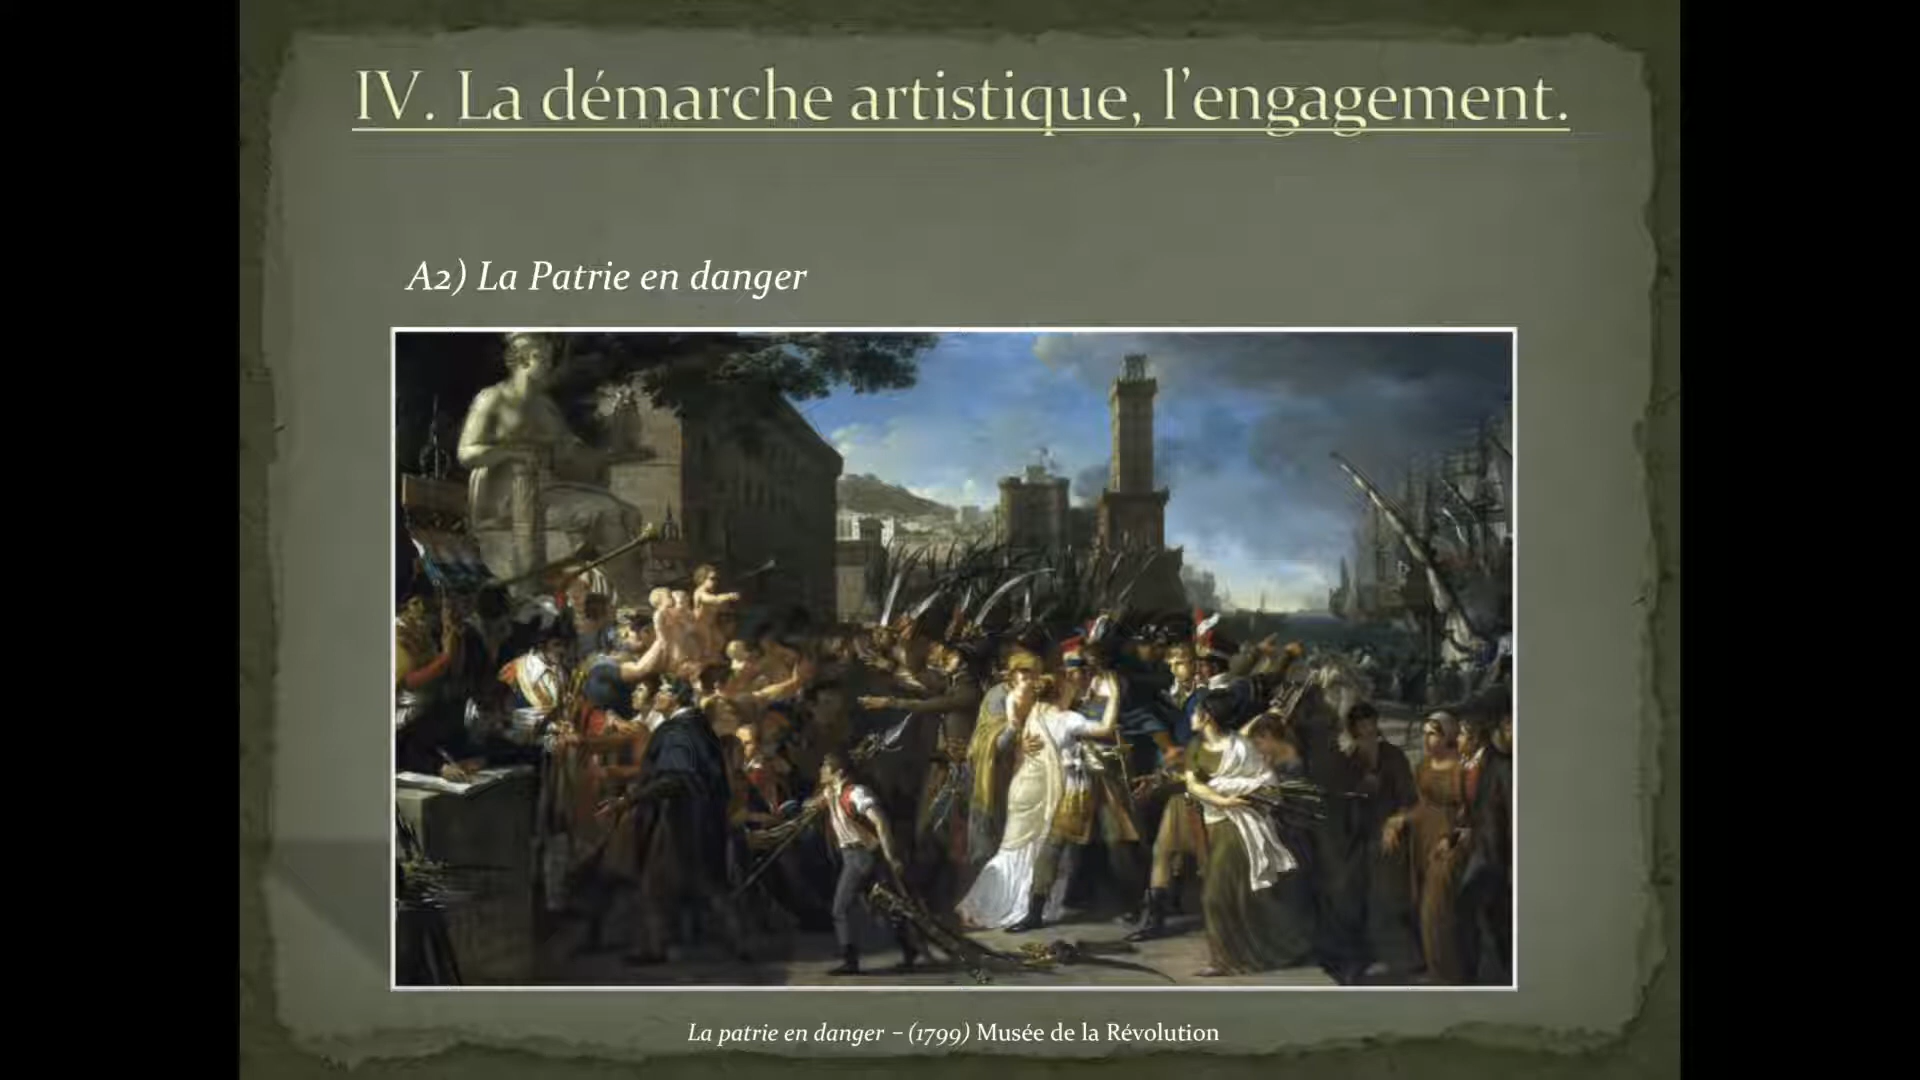 IV. La démarche artistique, l'engagement.
A2) La Patrie en danger
La patrie en danger – (1799) Musée de la Révolution